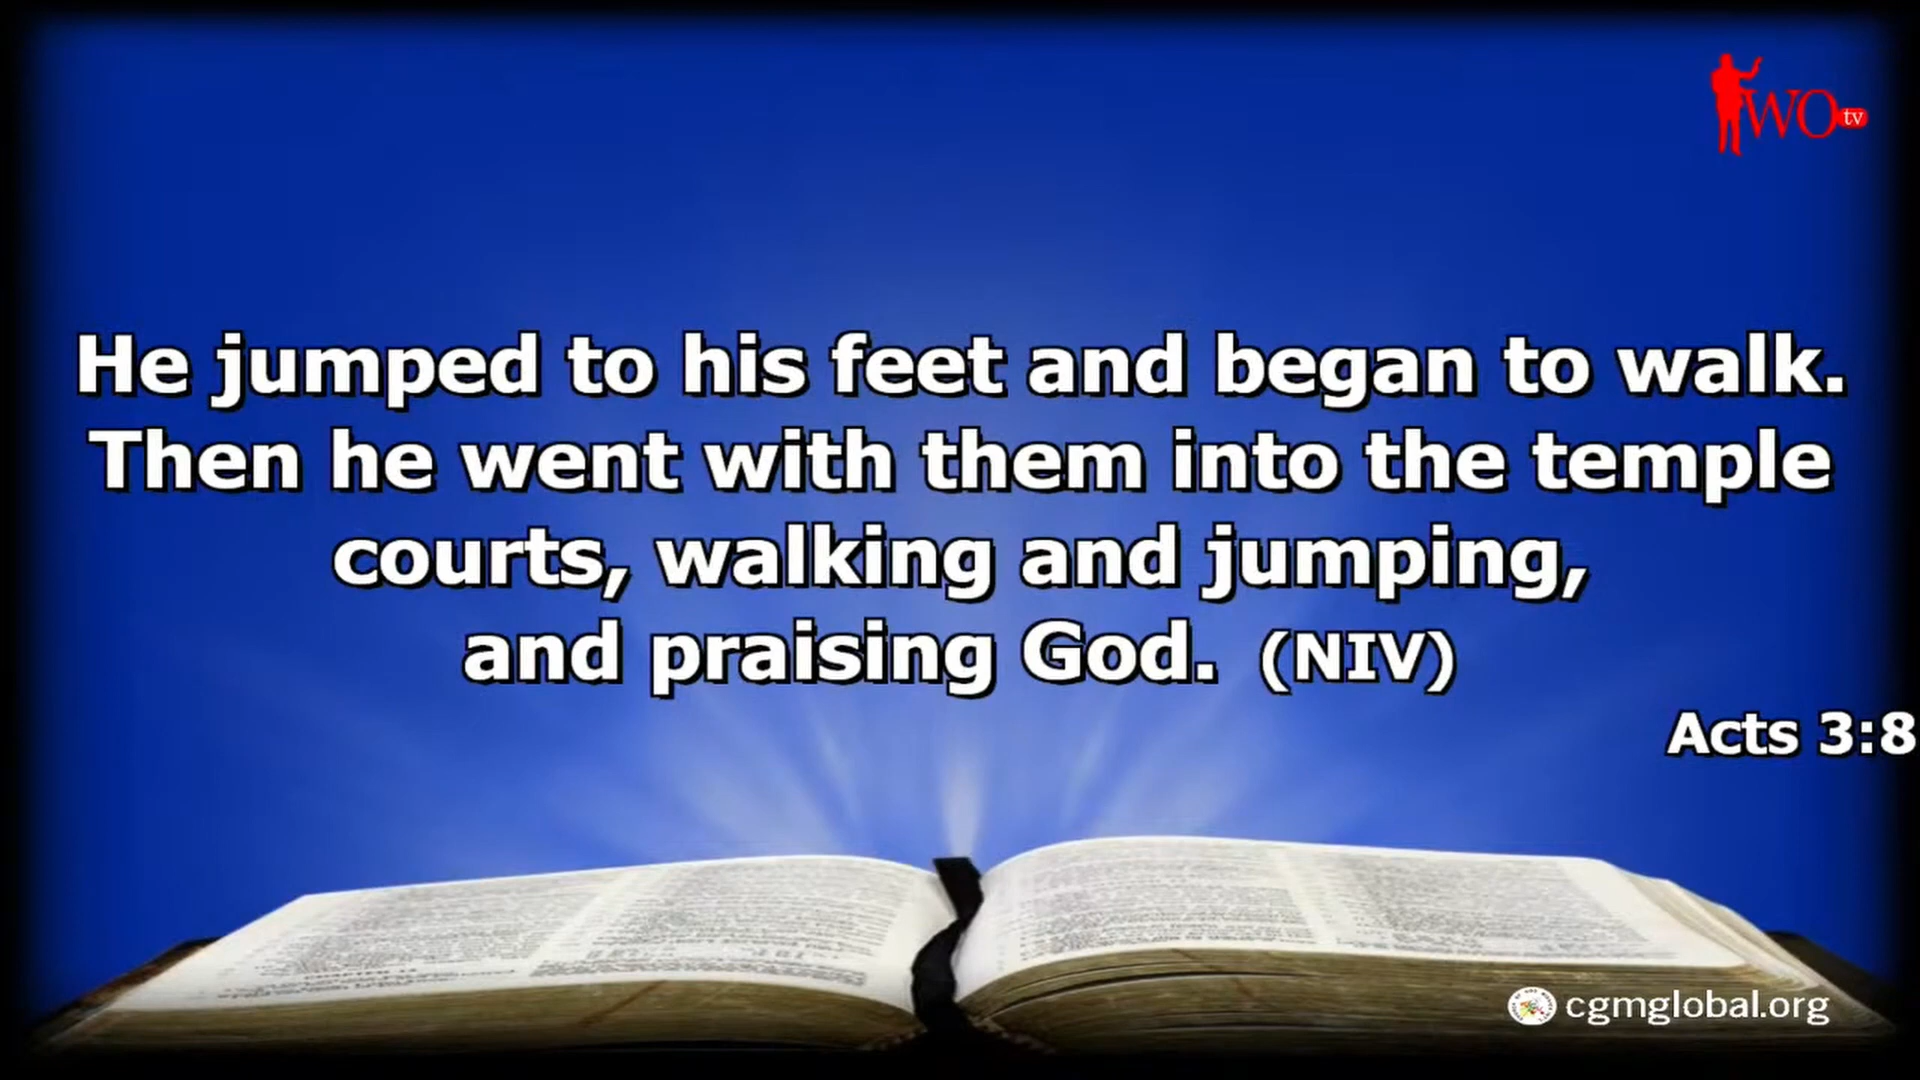 WO tv
He jumped to his feet and began to walk.
Then he went with them into the temple
courts, walking and jumping,
and praising God. (NIV)
Acts 3:8
cgmglobal.org